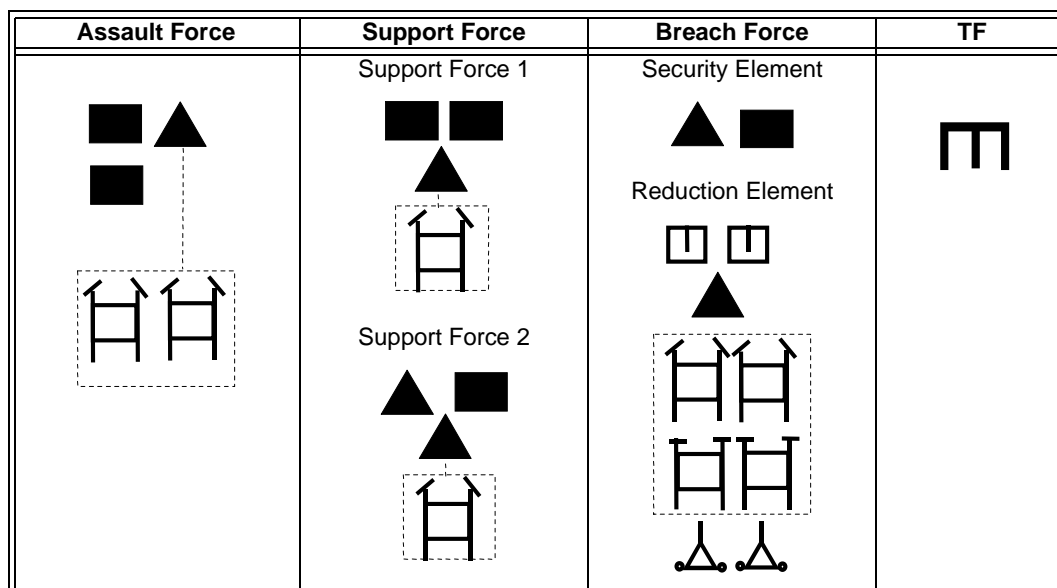 Assault Force
Support Force
Breach Force
TF
Support Force 1
Security Element
Reduction Element
Support Force 2